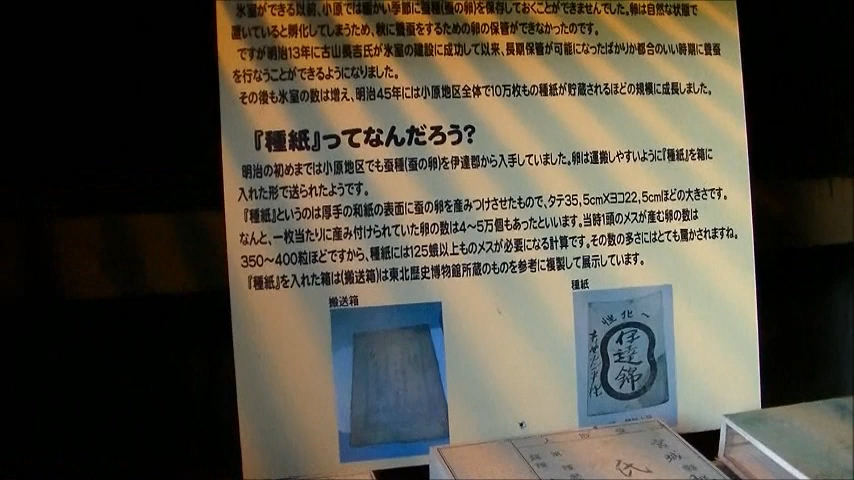 氷室ができる以前、小原では暖かい季節に蚕種(蚕の卵)を保存しておくことができませんでした。卵は自然な状態で
置いていると孵化してしまうため、秋に養蚕をするための卵の保管ができなかったのです。
ですが明治13年に古山長吉氏が氷室の建設に成功して以来、長期保管が可能になったばかりか都合のいい時期に養蚕
を行なうことができるようになりました。
その後も氷室の数は増え、明治45年には小原地区全体で10万枚もの種紙が貯蔵されるほどの規模に成長しました。
『種紙』ってなんだろう?
明治の初めまでは小原地区でも蚕種(蚕の卵)を伊達郡から入手していました。卵は運搬しやすいように『種紙』を箱に
入れた形で送られたようです。
『種紙』というのは厚手の和紙の表面に蚕の卵を産みつけさせたもので、タテ35,5cmXヨコ22,5cmほどの大きさです。
なんと、一枚当たりに産み付けられていた卵の数は4〜5万個もあったといいます。当時1頭のメスが産む卵の数は
350〜400粒ほどですから、種紙には125蛾以上ものメスが必要になる計算です。その数の多さにはとても驚かされますね。
『種紙』を入れた箱は(搬送箱)は東北歴史博物館所蔵のものを参考に複製して展示しています。
搬送箱
種紙
伊達錦
宮城縣
氏